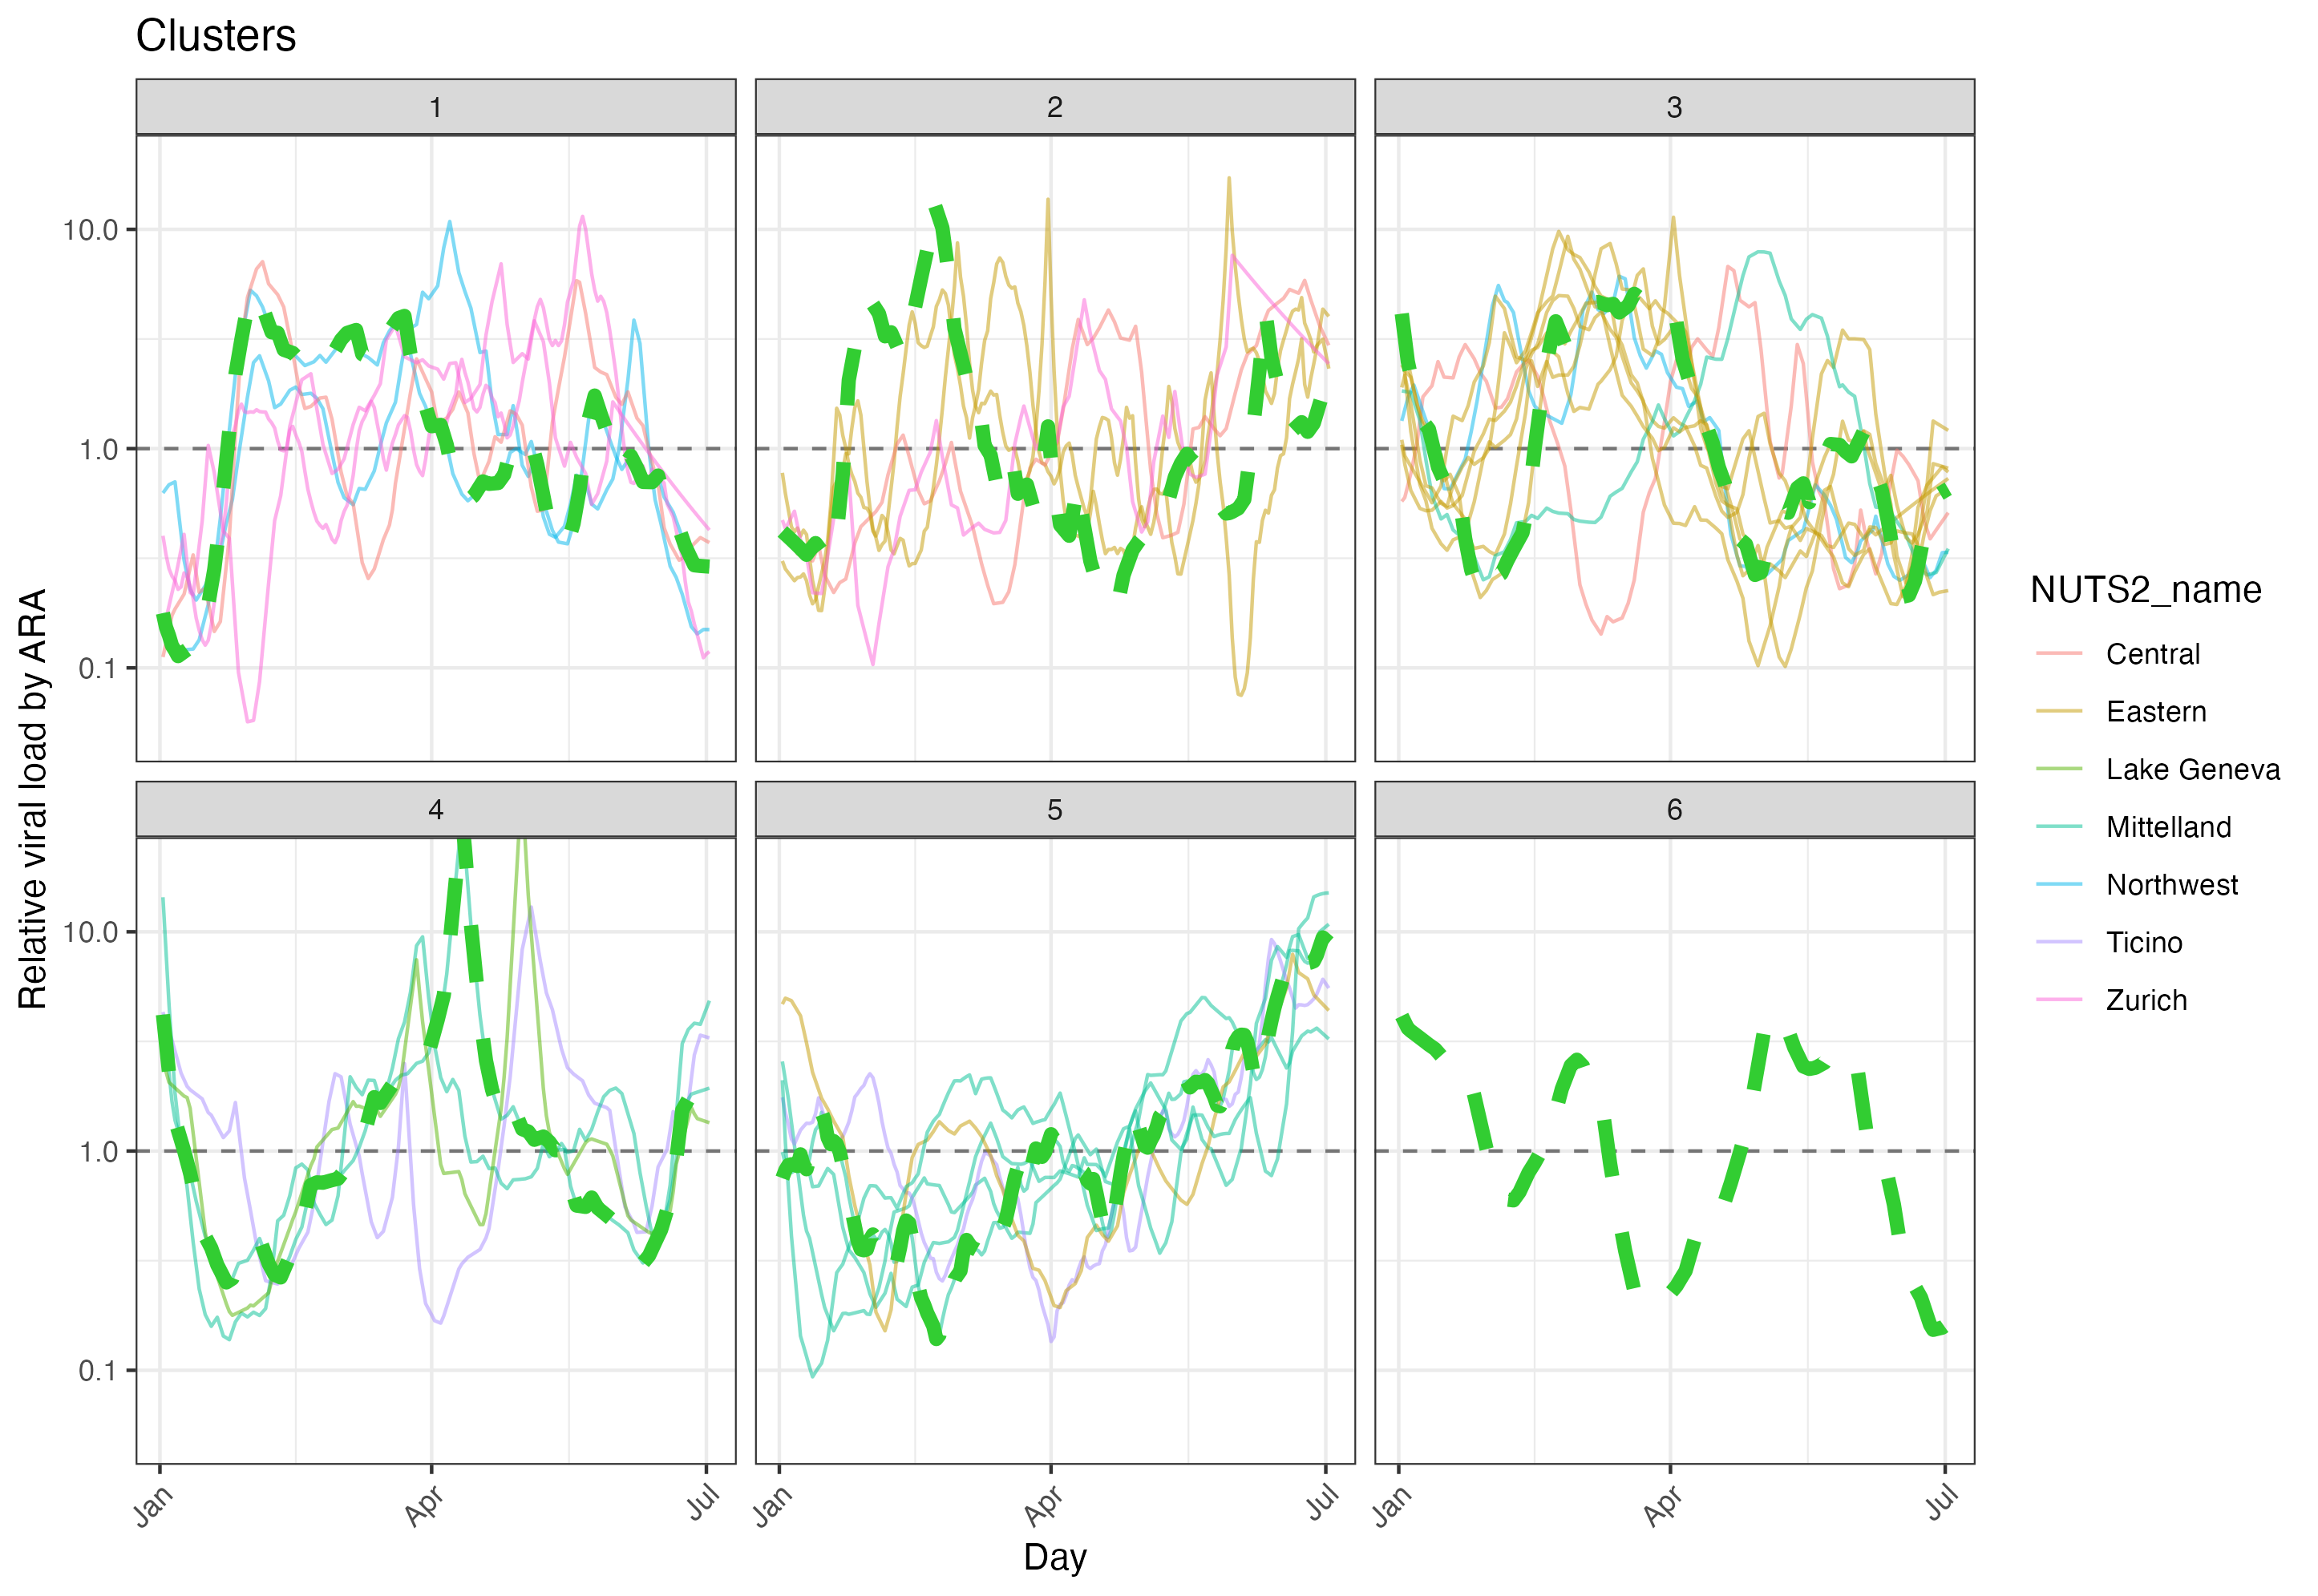 Clusters
1
2
3
10.0
1.0
0.1
4
5
6
10.0
1.0
0.1
Jan
Apr
Jul
Jan
Apr
Jul
Jan
Apr
Jul
Day
Relative viral load by ARA
NUTS2_name
Central
Eastern
Lake Geneva
Mittelland
Northwest
Ticino
Zurich